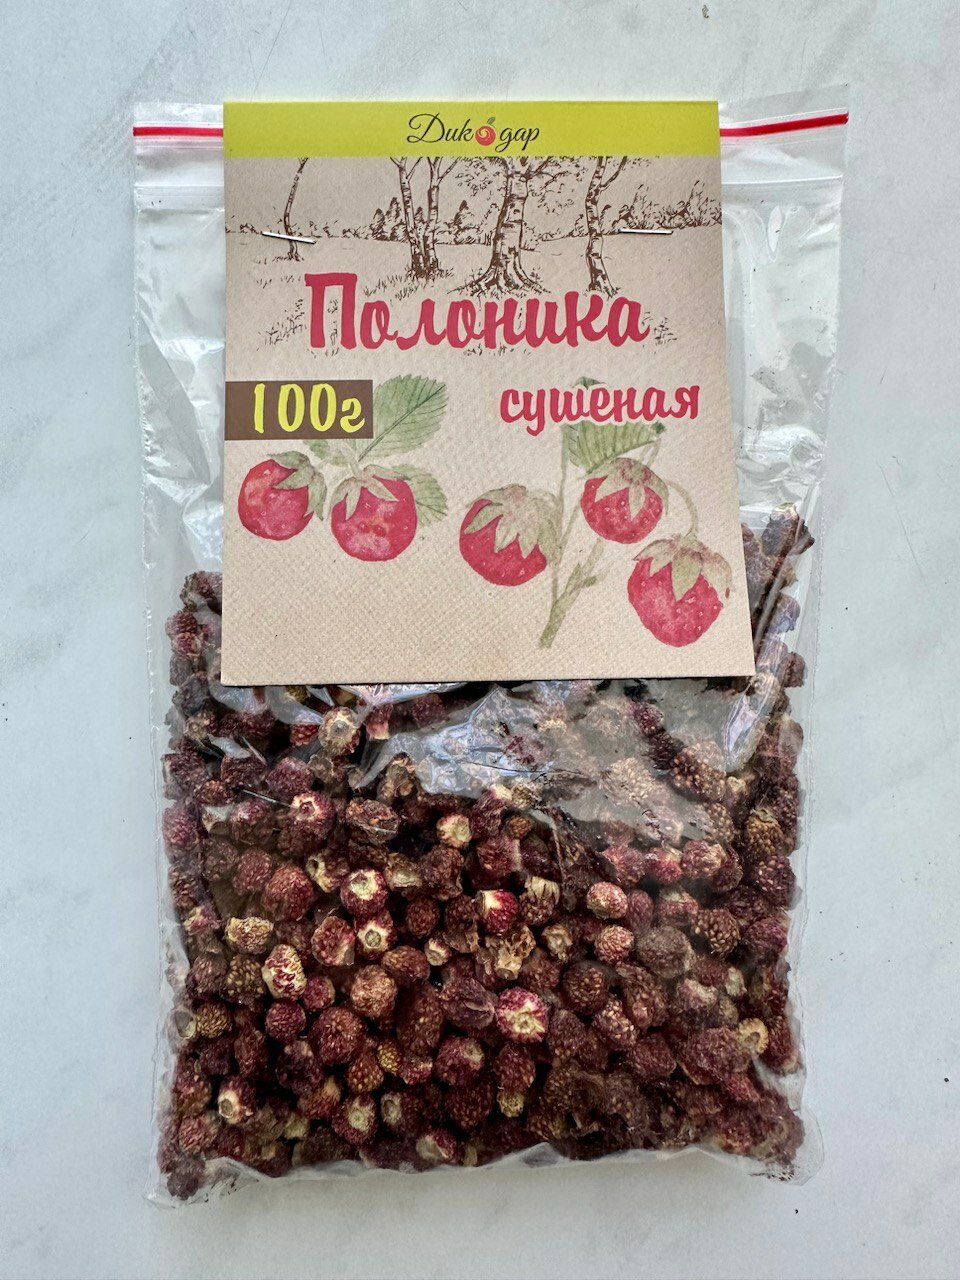 Дикодар
Полоника
100г
сушеная